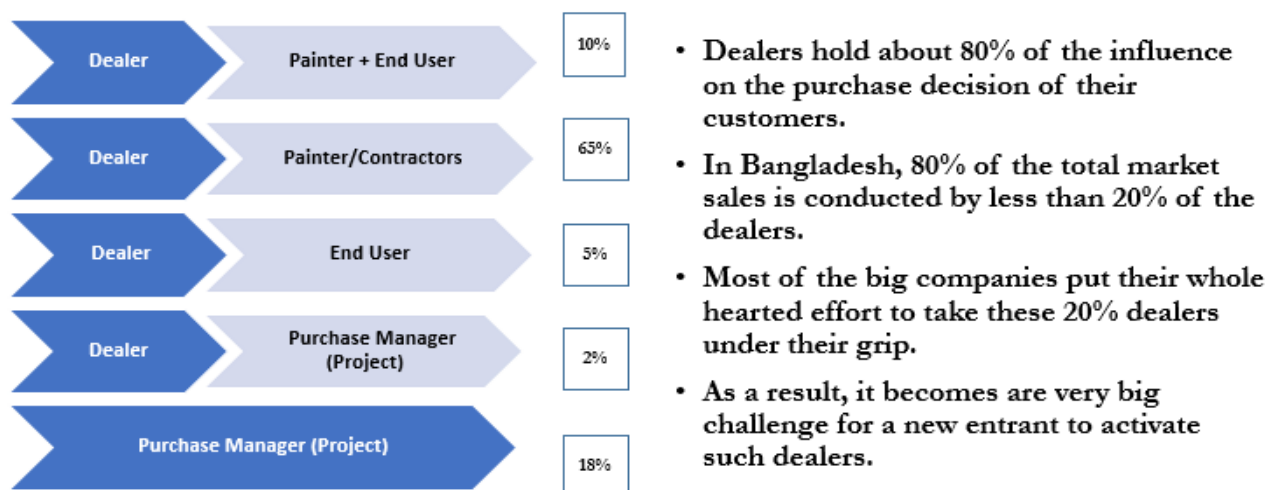 Dealer
Painter + End User
10%
Dealer
Painter/Contractors
65%
Dealer
End User
5%
Dealer
Purchase Manager
(Project)
2%
Purchase Manager (Project)
18%
• Dealers hold about 80% of the influence
on the purchase decision of their
customers.
• In Bangladesh, 80% of the total market
sales is conducted by less than 20% of the
dealers.
• Most of the big companies put their whole
hearted effort to take these 20% dealers
under their grip.
• As a result, it becomes are very big
challenge for a new entrant to activate
such dealers.